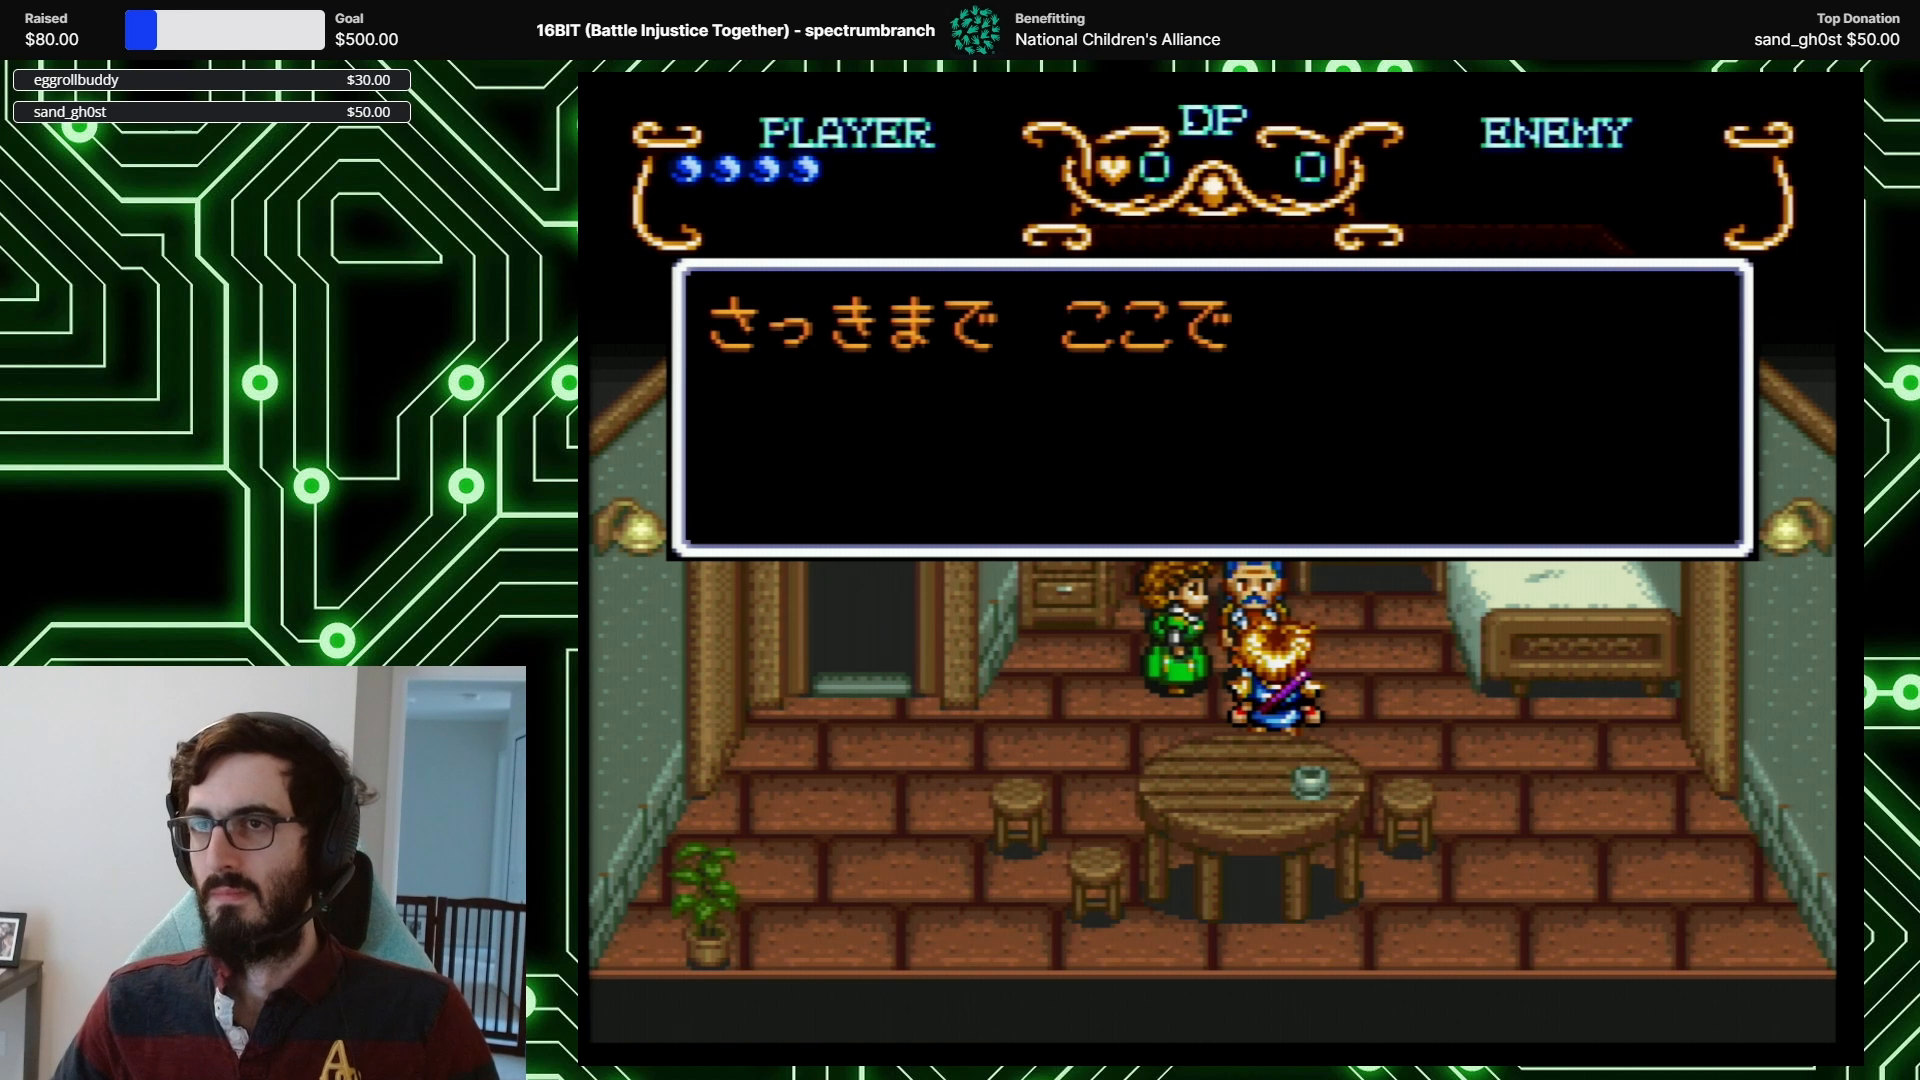 Raised
$80.00
Goal
$500.00
16BIT (Battle Injustice Together) - spectrumbranch
Benefitting
National Children's Alliance
Top Donation
sand_gh0st $50.00
eggrollbuddy $30.00
sand_gh0st $50.00
PLAYER
DP
ENEMY
0
0
さっきまで ここで
A